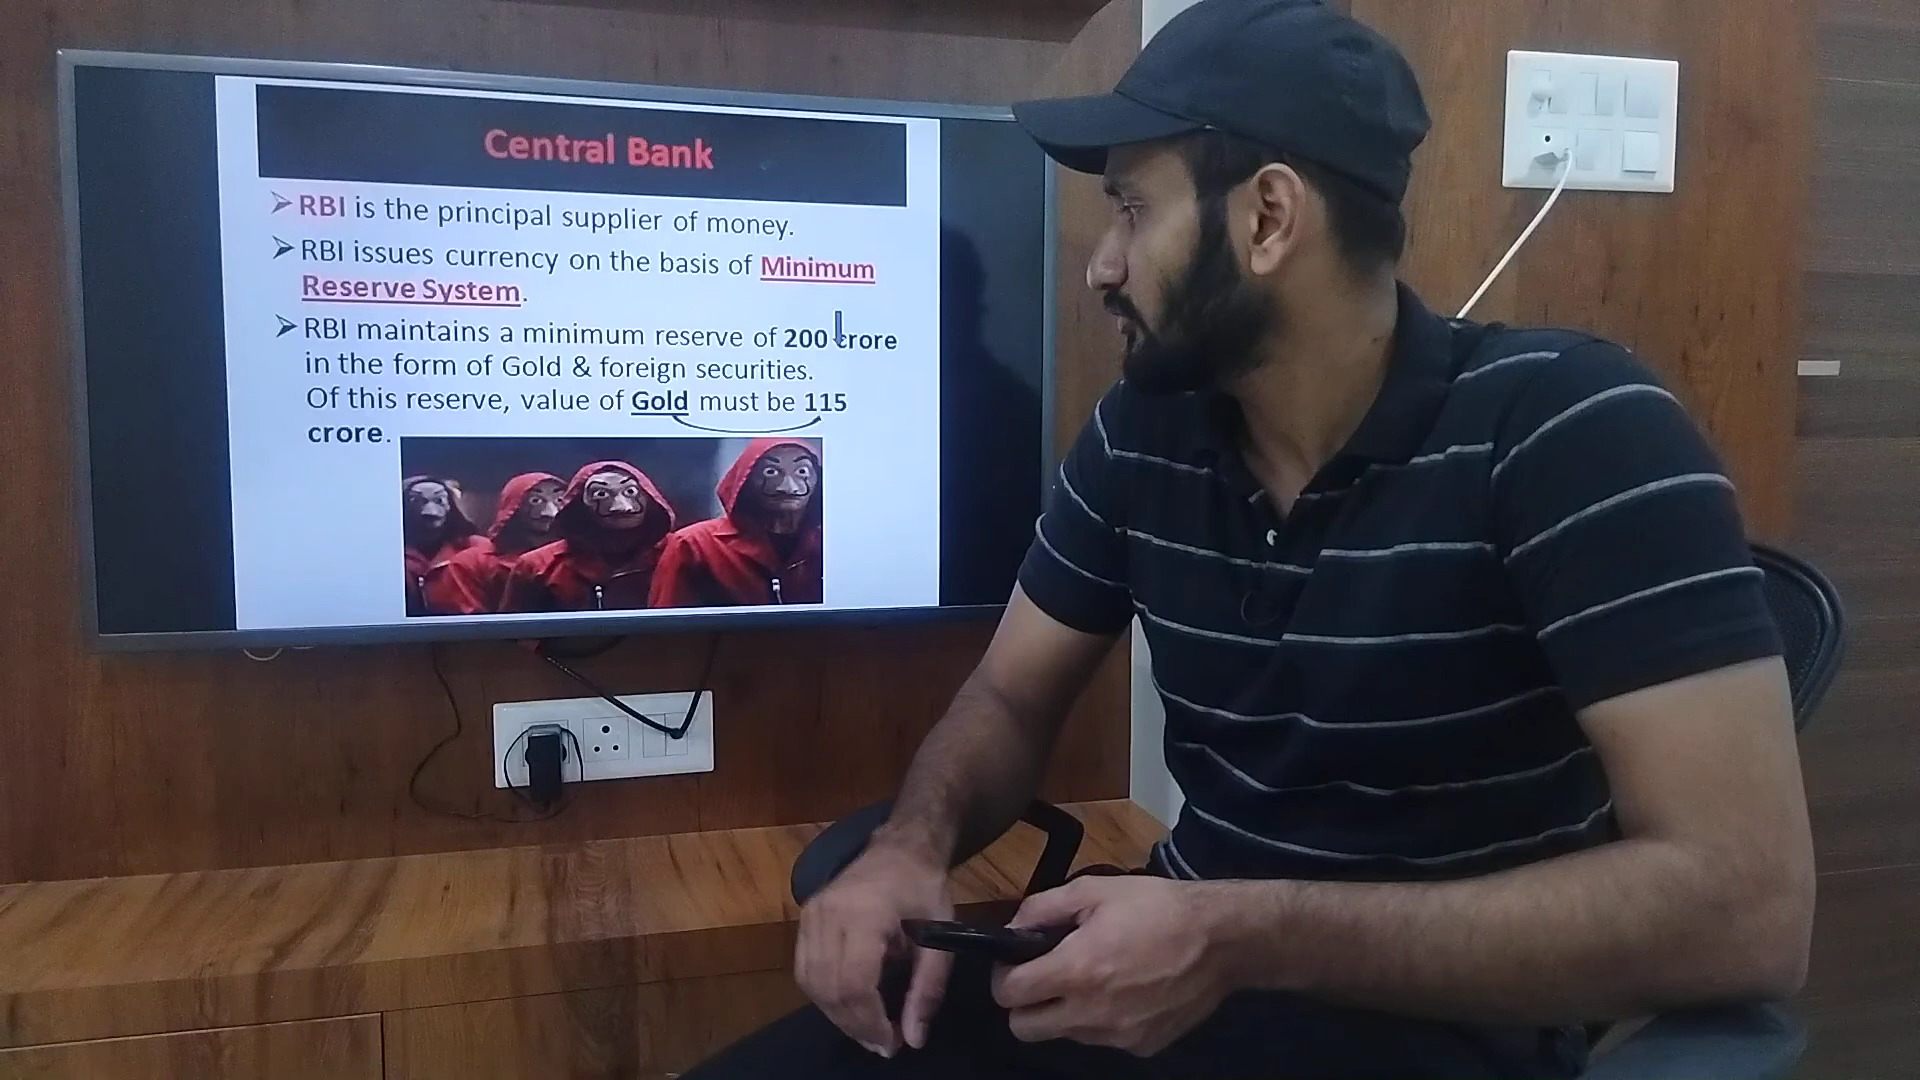 Central Bank
➢RBI is the principal supplier of money.
➢RBI issues currency on the basis of Minimum
Reserve System.
➢RBI maintains a minimum reserve of 200 crore
in the form of Gold & foreign securities.
Of this reserve, value of Gold must be 115
crore.